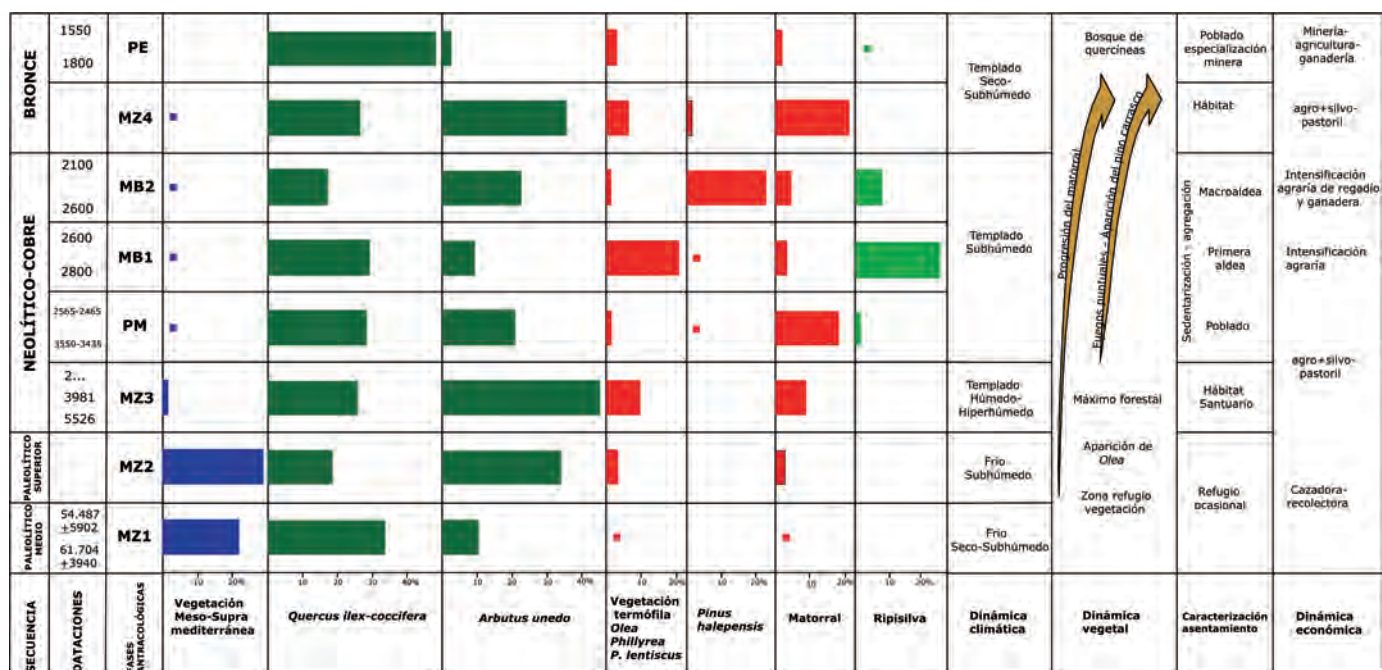 BRONCE
1550
1800
PE
Templado
Seco-
Subhúmedo
Bosque de
quercíneas
Poblado
especialización
minera
Minería-
agricultura-
ganadería
MZ4
Hábitat
agro+silvo-
pastoril
NEOLÍTICO-COBRE
2100
2600
MB2
Templado
Subhúmedo
Progresión del matorral
Fuegos puntuales - Aparición del pino carrasco
Sedentarización - agregación
Macroaldea
Intensificación
agraría de regadío
y ganadera
2600
2800
MB1
Primera
aldea
Intensificación
agraría
2565-2465
3550-3435
PM
Poblado
agro+silvo-
pastoril
2...
3981
5526
MZ3
Templado
Húmedo-
Hiperhúmedo
Máximo forestal
Hábitat
Santuario
PALEOLÍTICO
SUPERIOR
MZ2
Frio
Subhúmedo
Aparición de
Olea
Zona refugio
vegetación
Refugio
ocasional
Cazadora-
recolectora
PALEOLÍTICO
MEDIO
54.487
±5902
61.704
±3940
MZ1
Frio
Seco-Subhúmedo
10 20%
10 20 30 40%
10 20 30 40%
10 20%
10 20%
10 20%
10 20%
SECUENCIA
DATACIONES
FASES
ANTRACOLÓGICAS
Vegetación
Meso-Supra
mediterránea
Quercus ilex-coccifera
Arbutus unedo
Vegetación
termófila
Olea
Phillyrea
P. lentiscus
Pinus
halepensis
Matorral
Ripisilva
Dinámica
climática
Dinámica
vegetal
Caracterización
asentamiento
Dinámica
económica